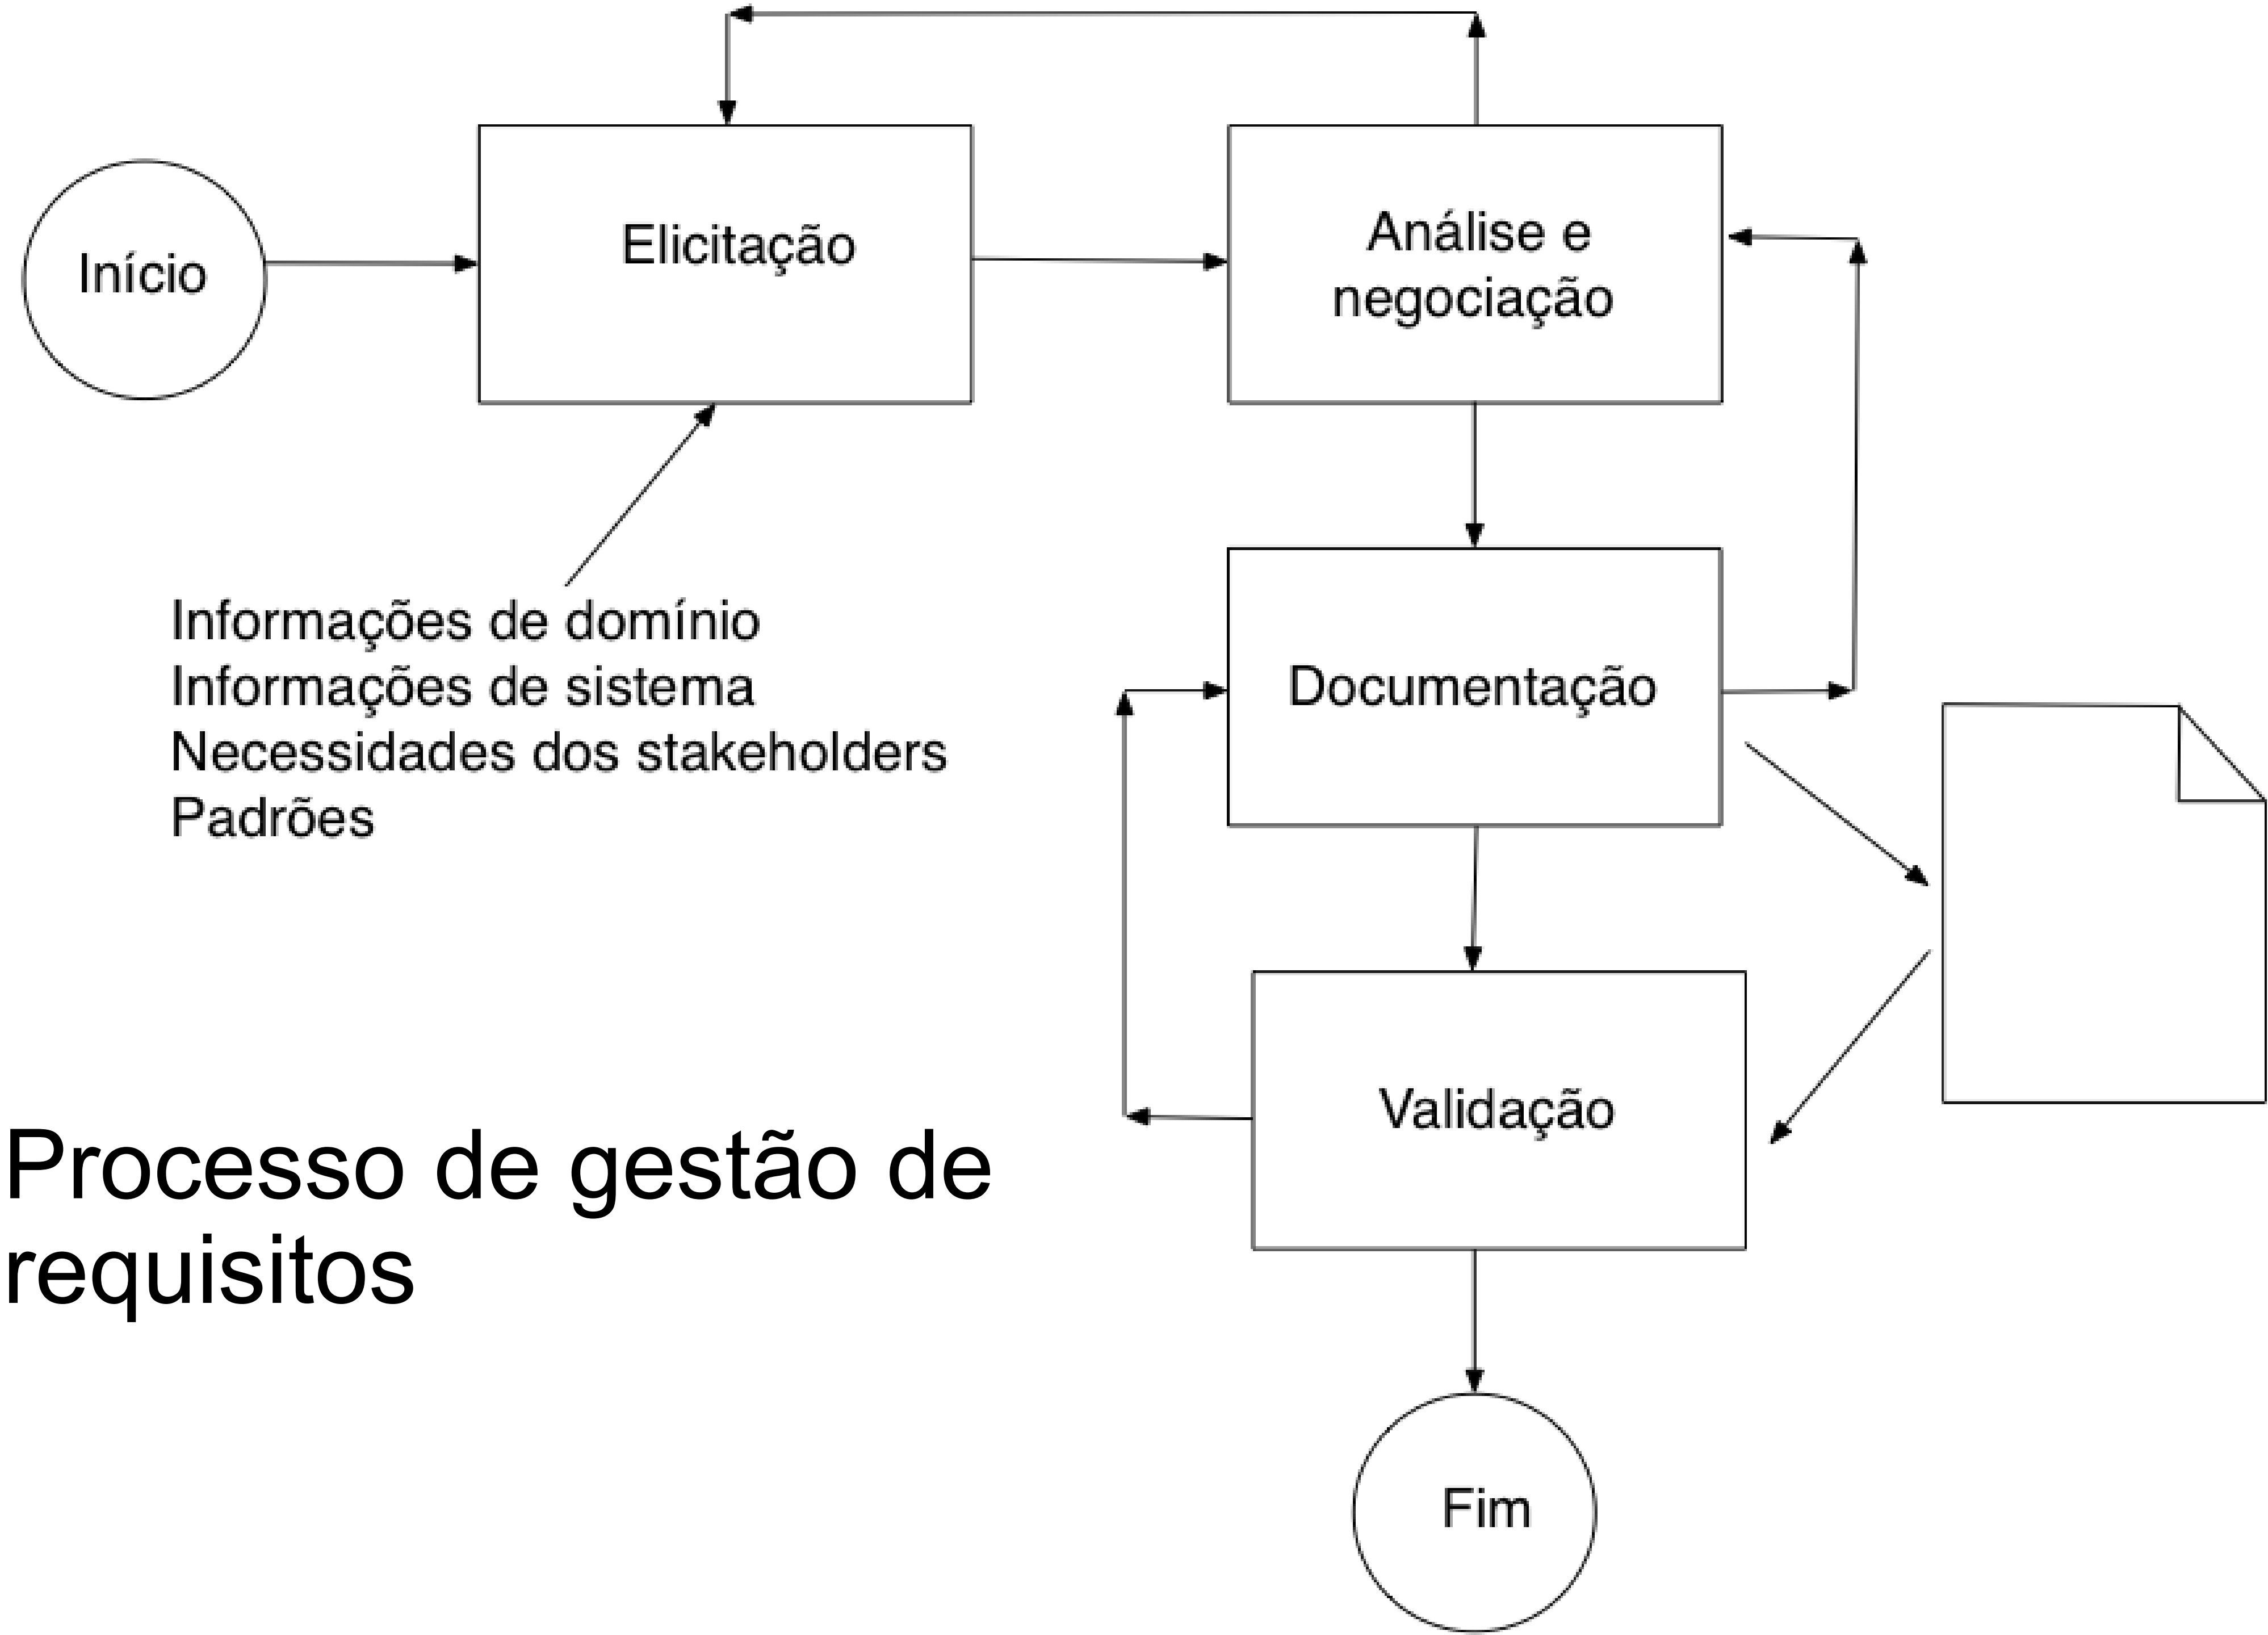 Início
Elicitação
Análise e
negociação
Informações de domínio
Informações de sistema
Necessidades dos stakeholders
Padrões
Documentação
Validação
Processo de gestão de
requisitos
Fim